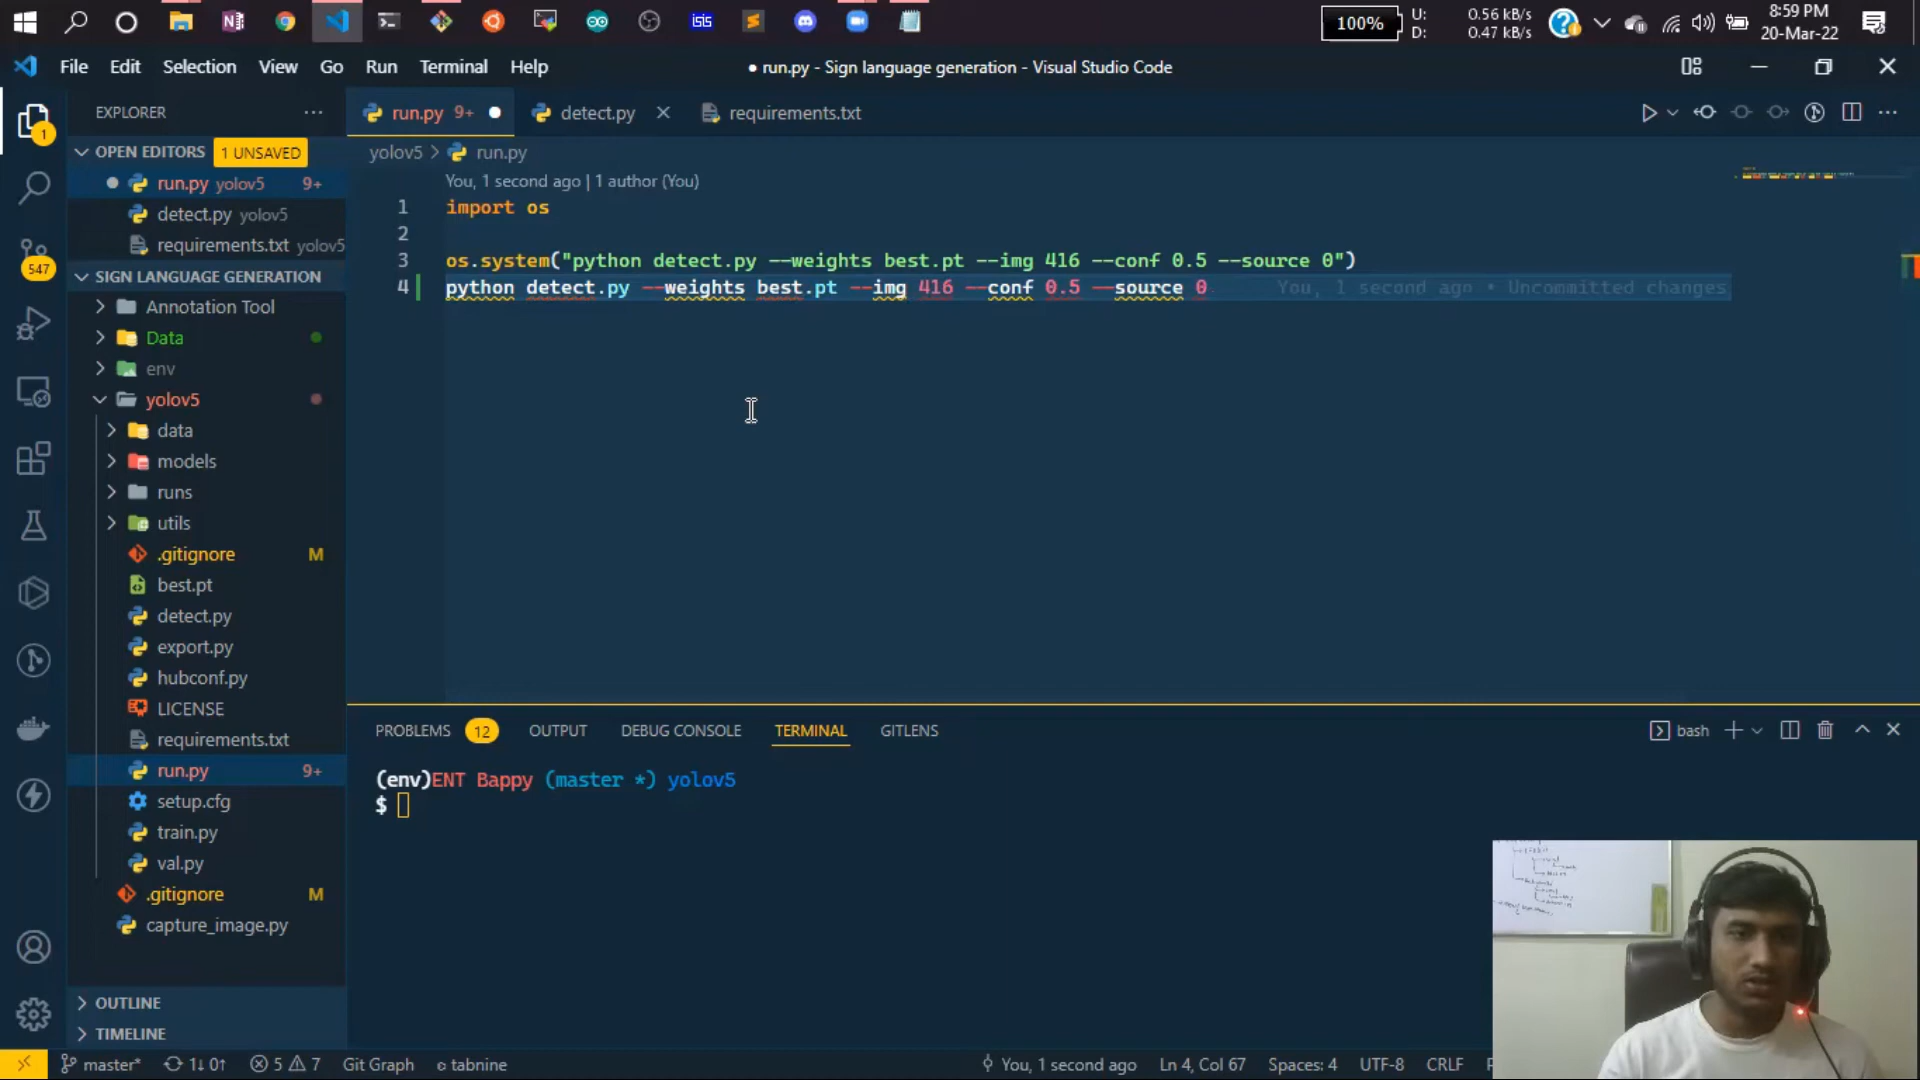 100%
U: 0.56 kB/s
D: 0.47 kB/s
8:59 PM
20-Mar-22
File Edit Selection View Go Run Terminal Help
● run.py - Sign language generation - Visual Studio Code
EXPLORER
run.py 9+
detect.py
requirements.txt
OPEN EDITORS 1 UNSAVED
yolov5 > run.py
run.py yolov5 9+
You, 1 second ago | 1 author (You)
detect.py yolov5
1 import os
requirements.txt yolov5
2
3 os.system("python detect.py --weights best.pt --img 416 --conf 0.5 --source 0")
4 python detect.py --weights best.pt --img 416 --conf 0.5 --source 0
You, 1 second ago • Uncommitted changes
1
547
SIGN LANGUAGE GENERATION
Annotation Tool
Data
env
yolov5
data
models
runs
utils
.gitignore M
best.pt
detect.py
export.py
hubconf.py
LICENSE
requirements.txt
run.py 9+
setup.cfg
train.py
val.py
.gitignore M
capture_image.py
OUTLINE
TIMELINE
PROBLEMS 12 OUTPUT DEBUG CONSOLE TERMINAL GITLENS
bash
(env)ENT Bappy (master *) yolov5
$
master* 1↓ 0↑ 5 7 Git Graph tabnine
You, 1 second ago Ln 4, Col 67 Spaces: 4 UTF-8 CRLF